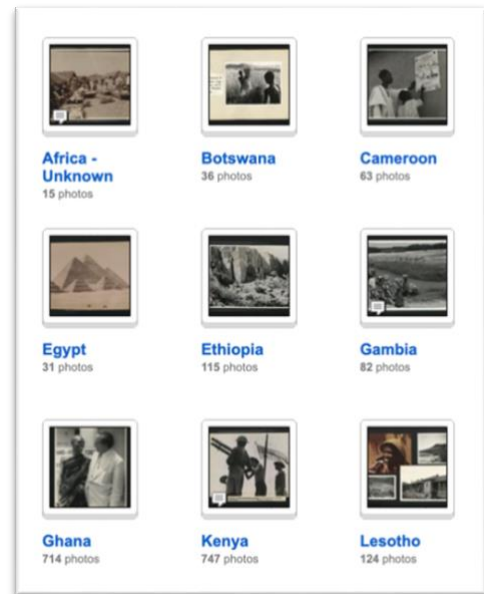 Africa -
Unknown
15 photos
Botswana
36 photos
Cameroon
63 photos
Egypt
31 photos
Ethiopia
115 photos
Gambia
82 photos
Ghana
714 photos
Kenya
747 photos
Lesotho
124 photos